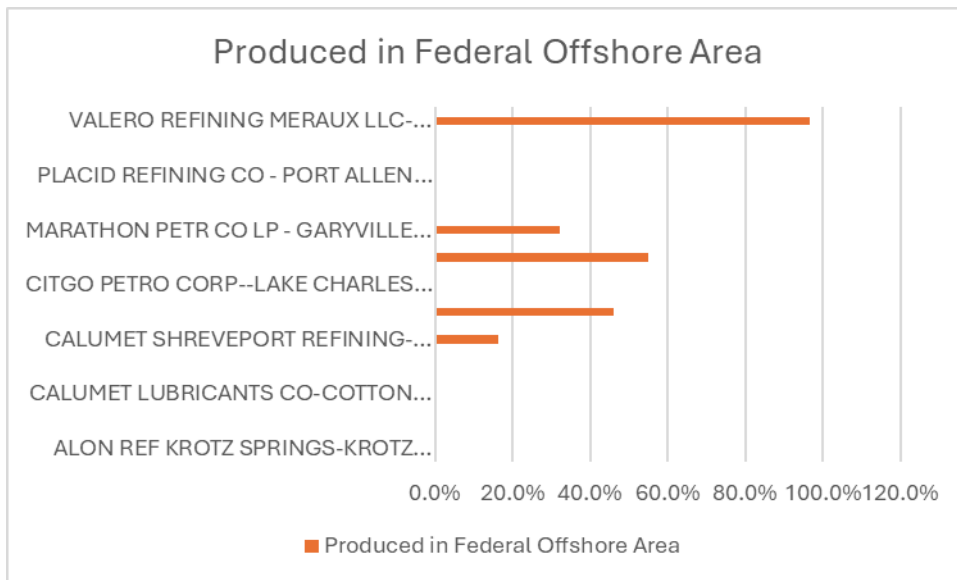 Produced in Federal Offshore Area
VALERO REFINING MERAUX LLC-...
PLACID REFINING CO - PORT ALLEN...
MARATHON PETR CO LP - GARYVILLE...
CITGO PETRO CORP--LAKE CHARLES...
CALUMET SHREVEPORT REFINING-...
CALUMET LUBRICANTS CO-COTTON...
ALON REF KROTZ SPRINGS-KROTZ...
0.0% 20.0% 40.0% 60.0% 80.0% 100.0% 120.0%
Produced in Federal Offshore Area